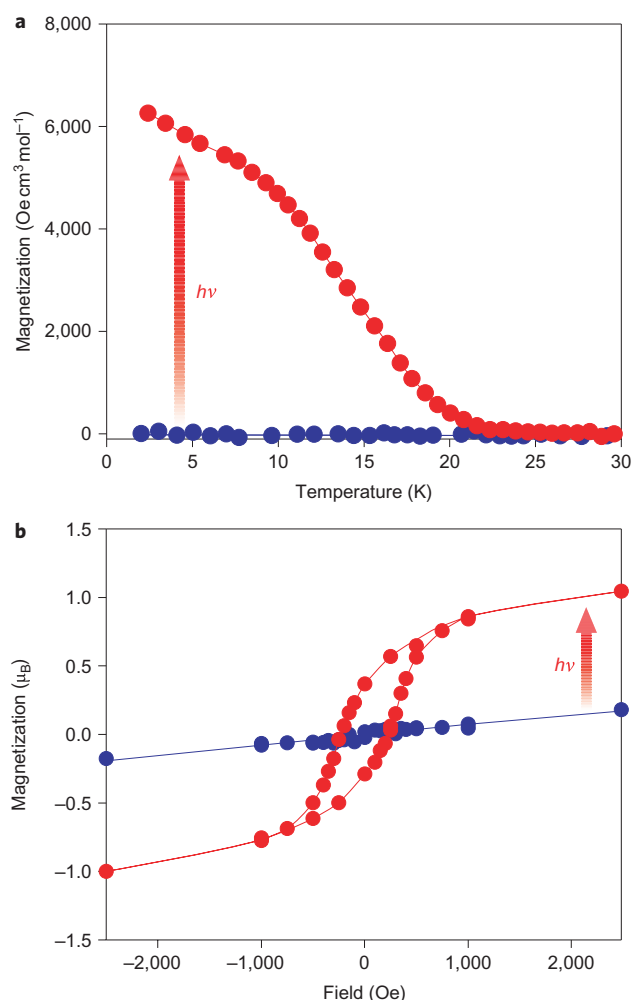 a
8,000
6,000
4,000
2,000
0
Magnetization (Oe cm³ mol⁻¹)
hν
0 5 10 15 20 25 30
Temperature (K)
b
1.5
1.0
0.5
0.0
−0.5
−1.0
−1.5
Magnetization (μB)
hν
−2,000 −1,000 0 1,000 2,000
Field (Oe)